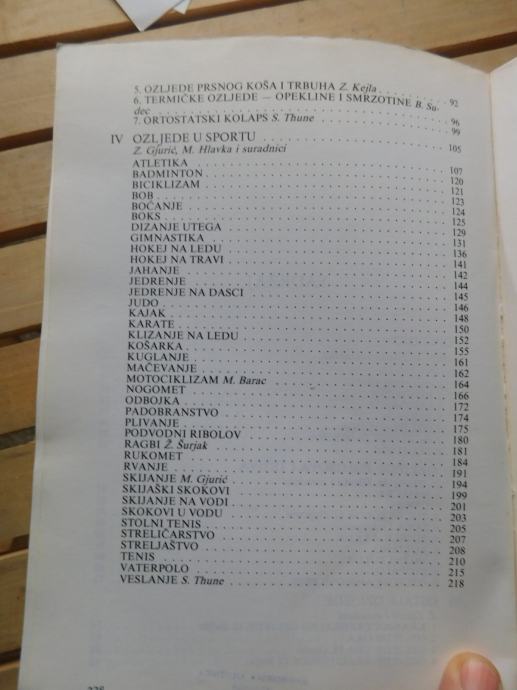 5. OZLJEDE PRSNOG KOŠA I TRBUHA Z. Kejla . . . . . . . . . 92
6. TERMIČKE OZLJEDE — OPEKLINE I SMRZOTINE B. Su-
dec . . . . . . . . . 96
7. ORTOSTATSKI KOLAPS S. Thune . . . . . . . . . 99
IV OZLJEDE U SPORTU . . . . . . . . . 105
Z. Gjurić, M. Hlavka i suradnici
ATLETIKA . . . . . . . . . 107
BADMINTON . . . . . . . . . 120
BICIKLIZAM . . . . . . . . . 121
BOB . . . . . . . . . 123
BOĆANJE . . . . . . . . . 124
BOKS . . . . . . . . . 125
DIZANJE UTEGA . . . . . . . . . 129
GIMNASTIKA . . . . . . . . . 131
HOKEJ NA LEDU . . . . . . . . . 136
HOKEJ NA TRAVI . . . . . . . . . 141
JAHANJE . . . . . . . . . 142
JEDRENJE . . . . . . . . . 144
JEDRENJE NA DASCI . . . . . . . . . 145
JUDO . . . . . . . . . 146
KAJAK . . . . . . . . . 148
KARATE . . . . . . . . . 150
KLIZANJE NA LEDU . . . . . . . . . 152
KOŠARKA . . . . . . . . . 155
KUGLANJE . . . . . . . . . 161
MAČEVANJE . . . . . . . . . 162
MOTOCIKLIZAM M. Barac . . . . . . . . . 164
NOGOMET . . . . . . . . . 166
ODBOJKA . . . . . . . . . 172
PADOBRANSTVO . . . . . . . . . 174
PLIVANJE . . . . . . . . . 175
PODVODNI RIBOLOV . . . . . . . . . 180
RAGBI Ž. Šurjak . . . . . . . . . 181
RUKOMET . . . . . . . . . 184
RVANJE . . . . . . . . . 191
SKIJANJE M. Gjurić . . . . . . . . . 194
SKIJAŠKI SKOKOVI . . . . . . . . . 199
SKIJANJE NA VODI . . . . . . . . . 201
SKOKOVI U VODU . . . . . . . . . 203
STOLNI TENIS . . . . . . . . . 205
STRELIČARSTVO . . . . . . . . . 207
STRELJAŠTVO . . . . . . . . . 208
TENIS . . . . . . . . . 210
VATERPOLO . . . . . . . . . 215
VESLANJE S. Thune . . . . . . . . . 218